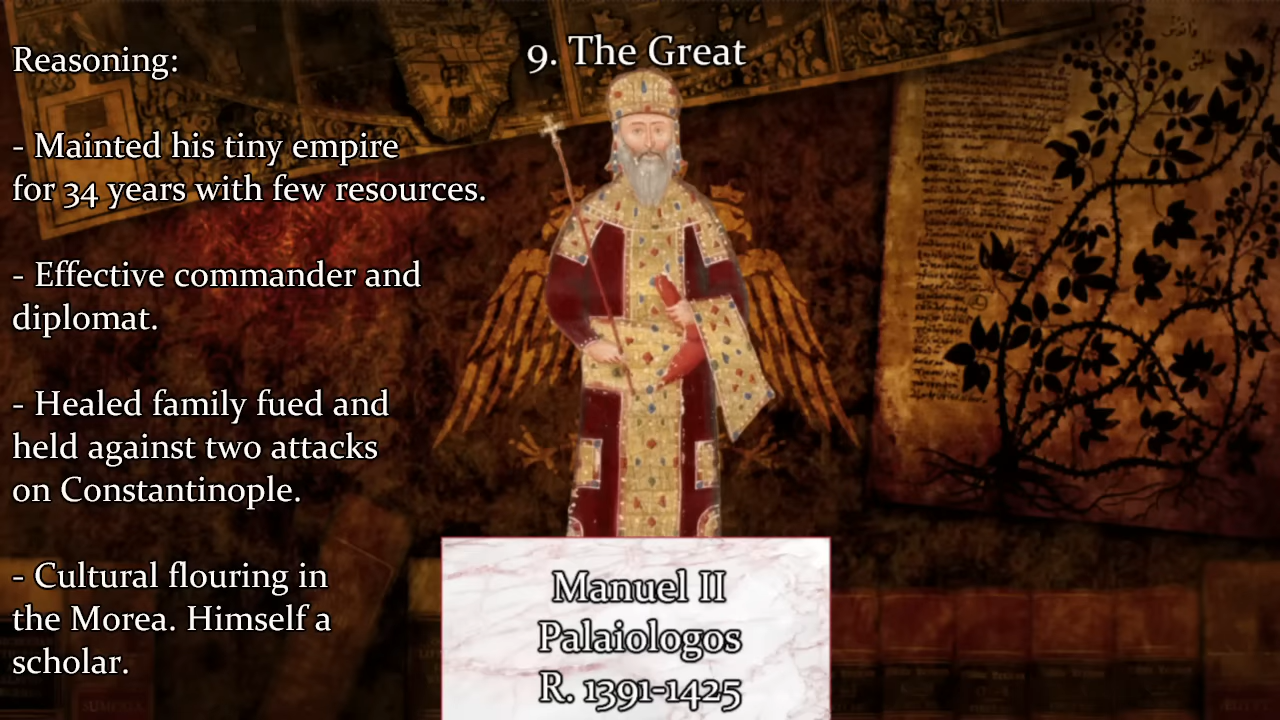 9. The Great
Reasoning:
- Mainted his tiny empire
for 34 years with few resources.
- Effective commander and
diplomat.
- Healed family fued and
held against two attacks
on Constantinople.
- Cultural flouring in
the Morea. Himself a
scholar.
Manuel II
Palaiologos
R. 1391-1425